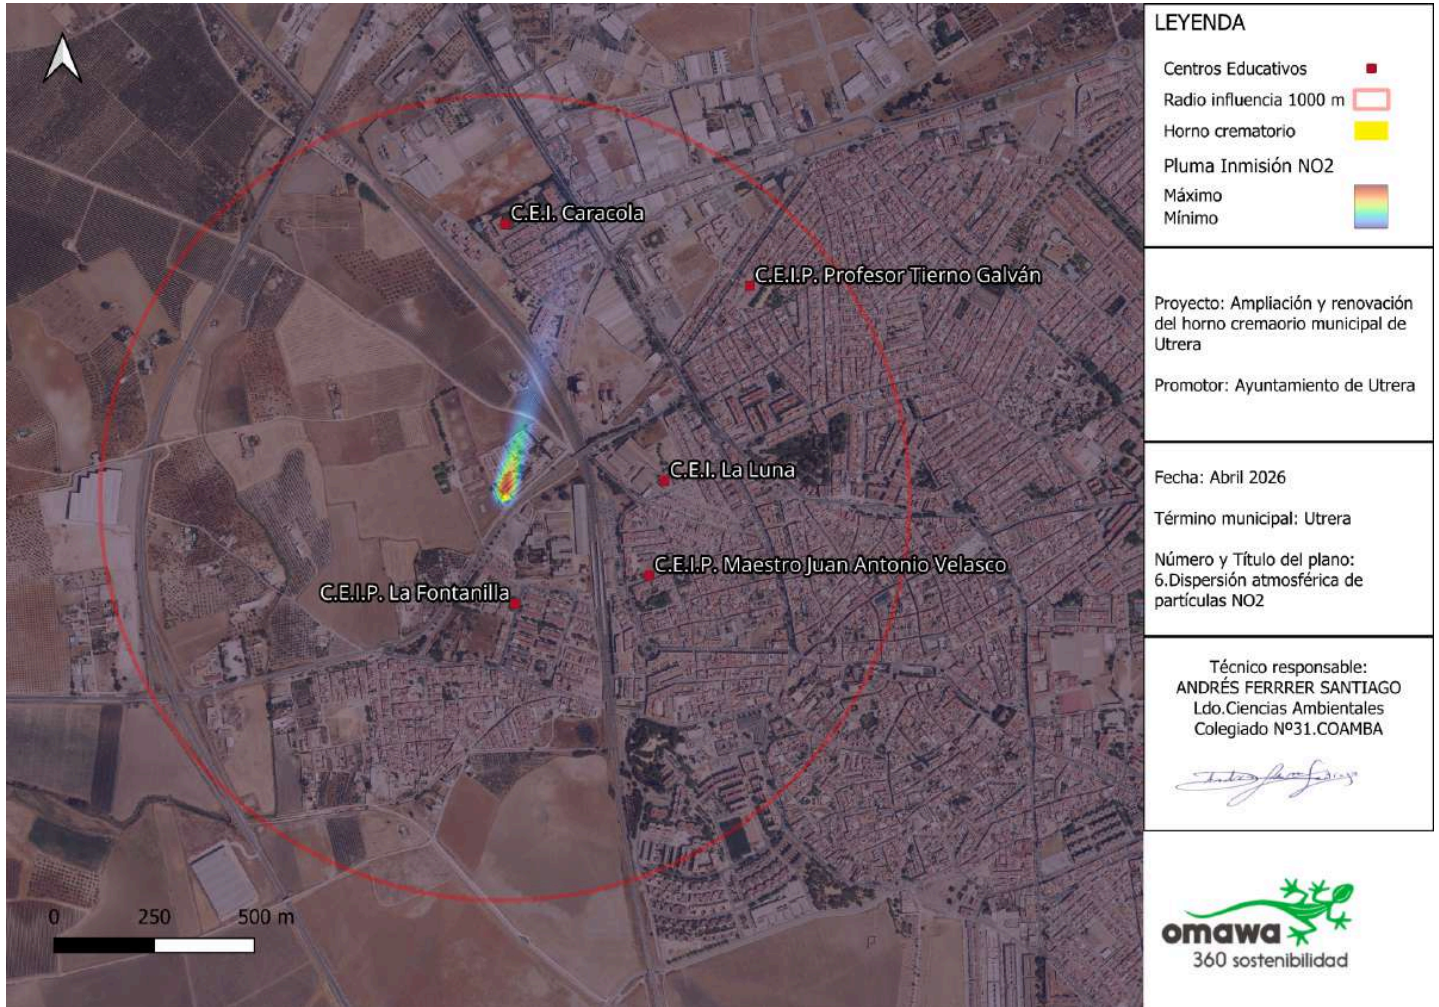 C.E.I. Caracola
C.E.I.P. Profesor Tierno Galván
C.E.I. La Luna
C.E.I.P. Maestro Juan Antonio Velasco
C.E.I.P. La Fontanilla
0 250 500 m
LEYENDA
Centros Educativos
Radio influencia 1000 m
Horno crematorio
Pluma Inmisión NO2
Máximo
Mínimo
Proyecto: Ampliación y renovación
del horno cremaorio municipal de
Utrera
Promotor: Ayuntamiento de Utrera
Fecha: Abril 2026
Término municipal: Utrera
Número y Título del plano:
6.Dispersión atmosférica de
partículas NO2
Técnico responsable:
ANDRÉS FERRRER SANTIAGO
Ldo.Ciencias Ambientales
Colegiado Nº31.COAMBA
omawa
360 sostenibilidad